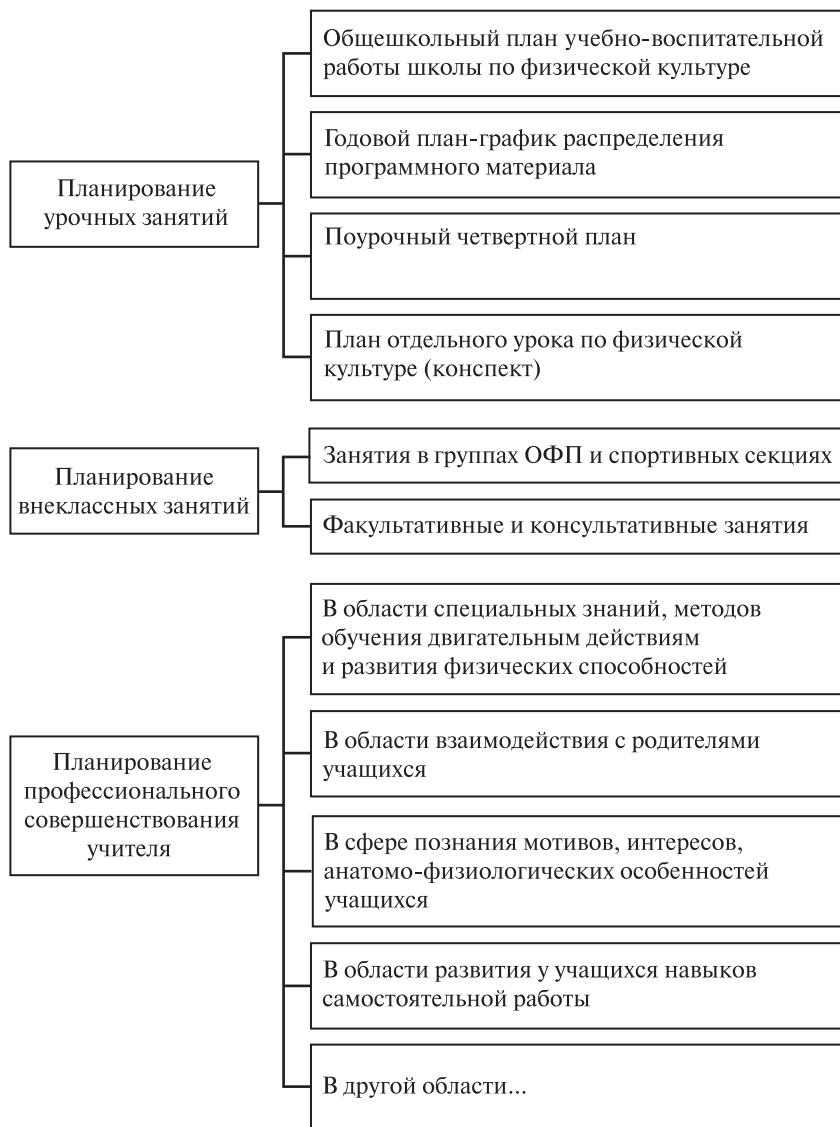 Планирование
урочных занятий
Общешкольный план учебно-воспитательной
работы школы по физической культуре
Годовой план-график распределения
программного материала
Поурочный четвертной план
План отдельного урока по физической
культуре (конспект)
Планирование
внеклассных занятий
Занятия в группах ОФП и спортивных секциях
Факультативные и консультативные занятия
Планирование
профессионального
совершенствования
учителя
В области специальных знаний, методов
обучения двигательным действиям
и развития физических способностей
В области взаимодействия с родителями
учащихся
В сфере познания мотивов, интересов,
анатомо-физиологических особенностей
учащихся
В области развития у учащихся навыков
самостоятельной работы
В другой области...